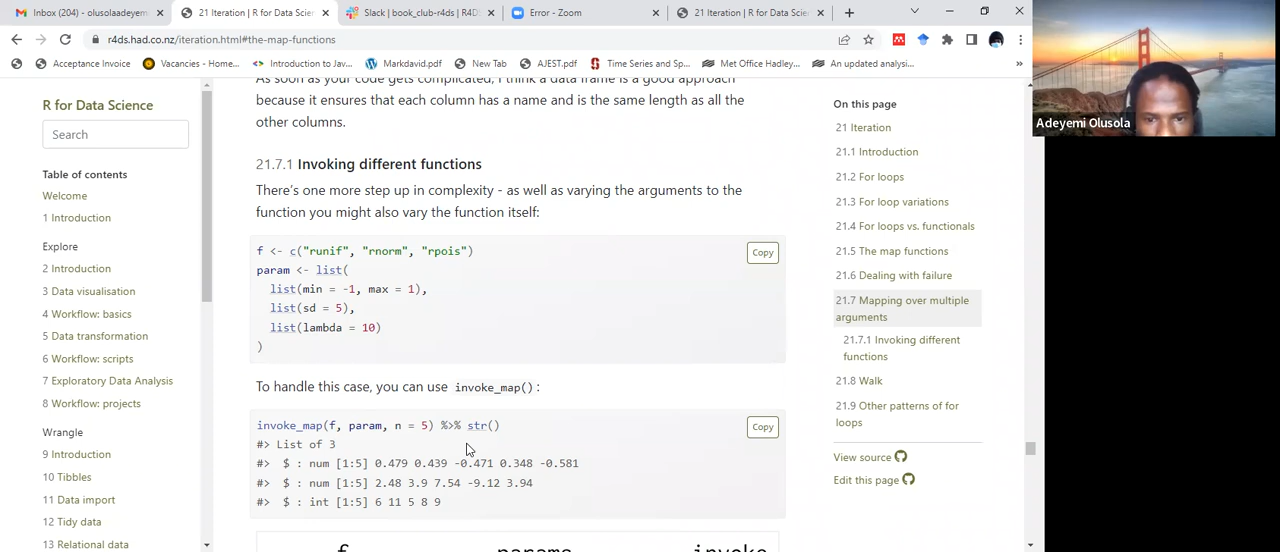 Inbox (204) - olusolaadeyem
21 Iteration | R for Data Science
Slack | book_club-r4ds | R4D
Error - Zoom
21 Iteration | R for Data Scienc
r4ds.had.co.nz/iteration.html#the-map-functions
Acceptance Invoice
Vacancies - Home...
Introduction to Jav...
Markdavid.pdf
New Tab
AJEST.pdf
Time Series and Sp...
Met Office Hadley...
An updated analysi...
Adeyemi Olusola
R for Data Science
Search
Table of contents
Welcome
1 Introduction
Explore
2 Introduction
3 Data visualisation
4 Workflow: basics
5 Data transformation
6 Workflow: scripts
7 Exploratory Data Analysis
8 Workflow: projects
Wrangle
9 Introduction
10 Tibbles
11 Data import
12 Tidy data
13 Relational data
As soon as your code gets complicated, I think a data frame is a good approach
because it ensures that each column has a name and is the same length as all the
other columns.
21.7.1 Invoking different functions
There's one more step up in complexity - as well as varying the arguments to the
function you might also vary the function itself:
f <- c("runif", "rnorm", "rpois")
Copy
param <- list(
list(min = -1, max = 1),
list(sd = 5),
list(lambda = 10)
)
To handle this case, you can use invoke_map():
invoke_map(f, param, n = 5) %>% str()
Copy
#> List of 3
#> $ : num [1:5] 0.479 0.439 -0.471 0.348 -0.581
#> $ : num [1:5] 2.48 3.9 7.54 -9.12 3.94
#> $ : int [1:5] 6 11 5 8 9
f params invoke
On this page
21 Iteration
21.1 Introduction
21.2 For loops
21.3 For loop variations
21.4 For loops vs. functionals
21.5 The map functions
21.6 Dealing with failure
21.7 Mapping over multiple
arguments
21.7.1 Invoking different
functions
21.8 Walk
21.9 Other patterns of for
loops
View source
Edit this page